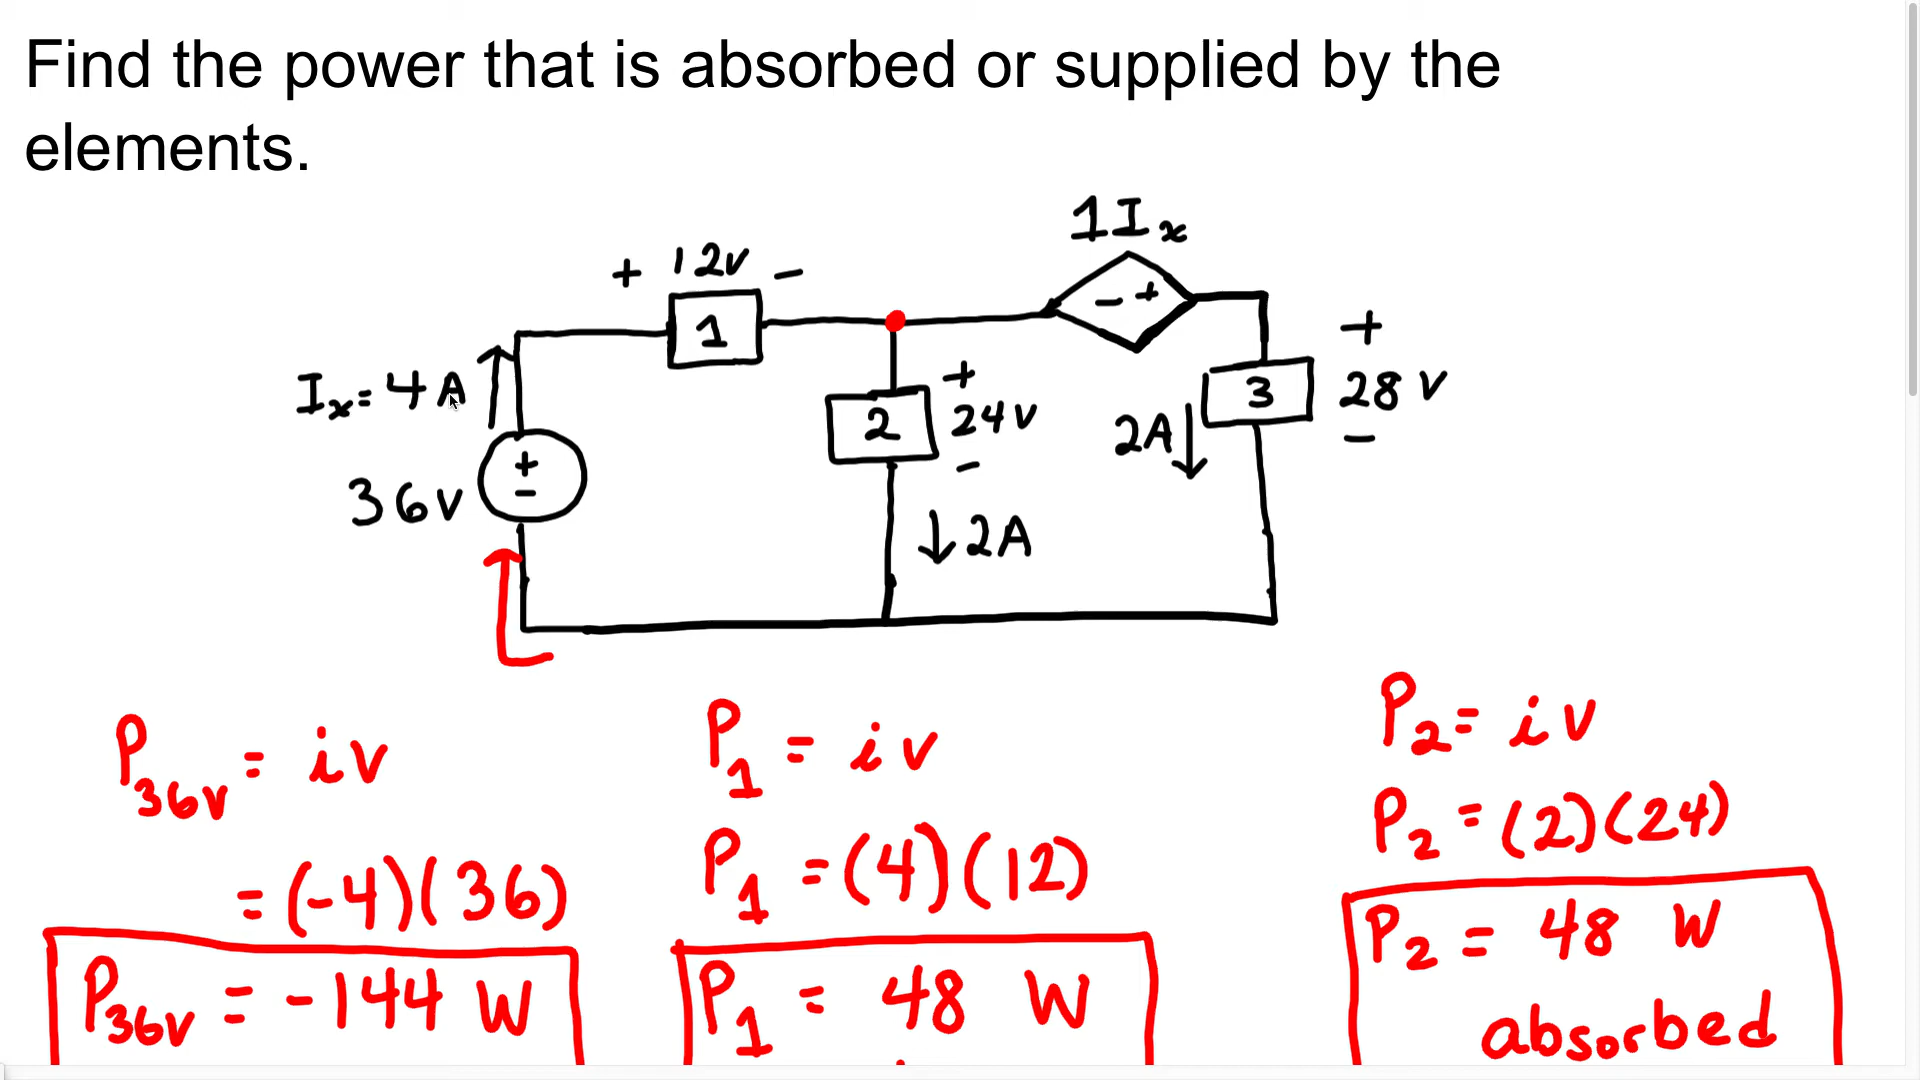 Find the power that is absorbed or supplied by the
elements.
1Iₓ
+ 12v −
− +
1
+
Iₓ = 4A
+
28 v
3
24v
2
2A
−
+
−
36v
−
2A
P₂ = iv
P₃₆ᵥ = iv
P₁ = iv
P₂ = (2)(24)
= (-4)(36)
P₁ = (4)(12)
P₂ = 48 W
P₃₆ᵥ = -144 W
P₁ = 48 W
absorbed